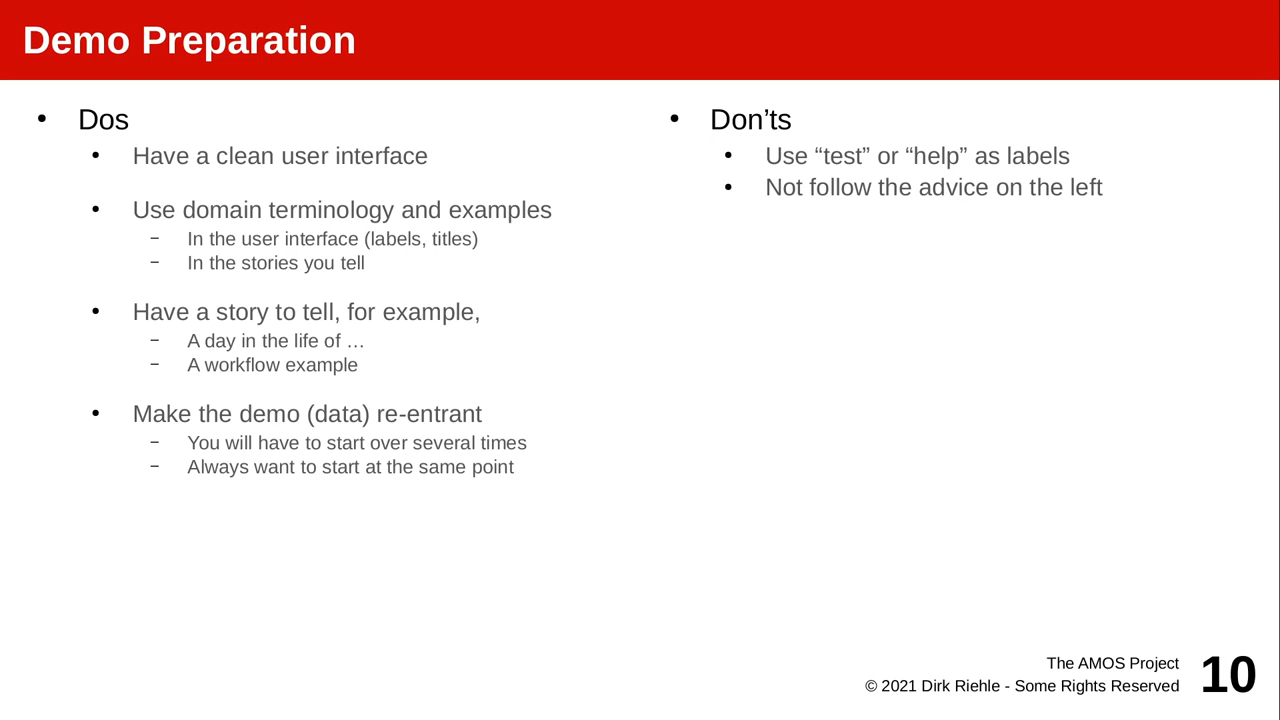 Demo Preparation
• Dos
• Have a clean user interface
• Use domain terminology and examples
– In the user interface (labels, titles)
– In the stories you tell
• Have a story to tell, for example,
– A day in the life of …
– A workflow example
• Make the demo (data) re-entrant
– You will have to start over several times
– Always want to start at the same point
• Don’ts
• Use “test” or “help” as labels
• Not follow the advice on the left
The AMOS Project
© 2021 Dirk Riehle - Some Rights Reserved
10